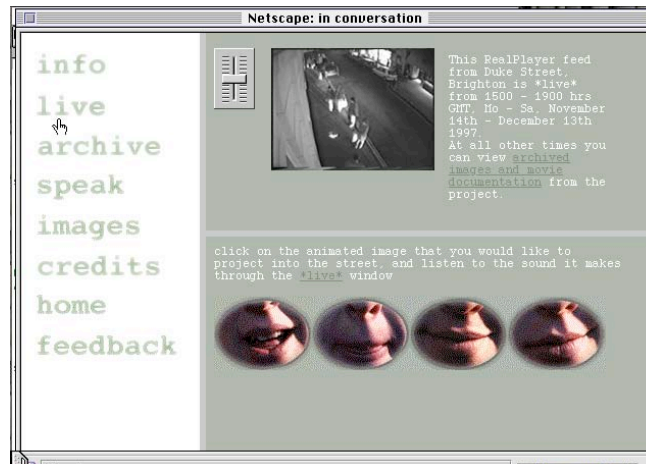 Netscape: in conversation
info
live
archive
speak
images
credits
home
feedback
This RealPlayer feed
from Duke Street,
Brighton is *live*
from 1500 - 1900 hrs
GMT, Mo - Sa, November
14th - December 13th
1997.
At all other times you
can view archived
images and movie
documentation from the
project.
click on the animated image that you would like to
project into the street, and listen to the sound it makes
through the *live* window